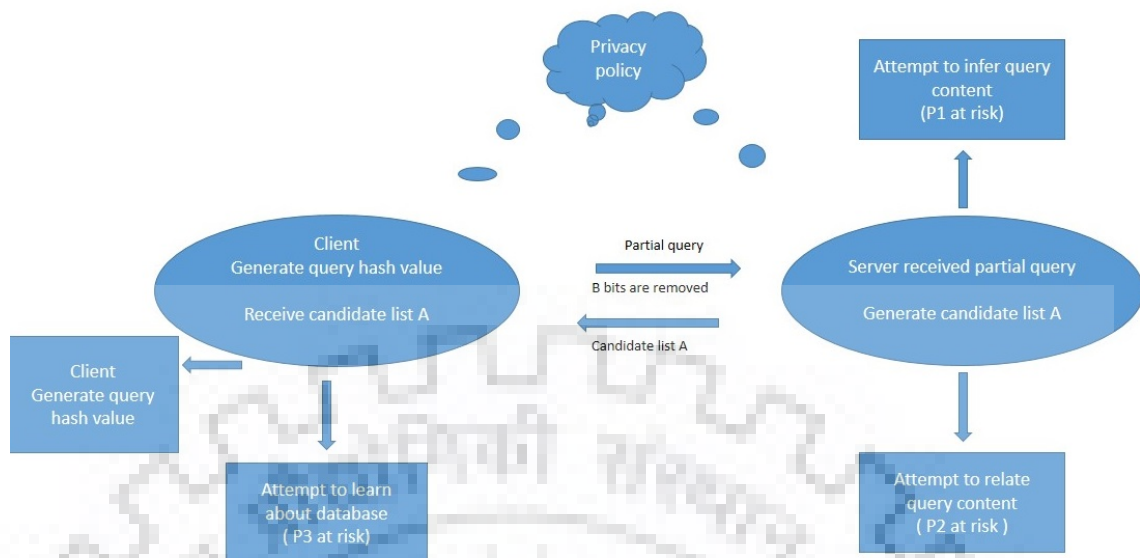 Privacy
policy
Attempt to infer query
content
(P1 at risk)
Client
Generate query hash value
Receive candidate list A
Partial query
B bits are removed
Candidate list A
Server received partial query
Generate candidate list A
Client
Generate query
hash value
Attempt to learn
about database
( P3 at risk)
Attempt to relate
query content
( P2 at risk )